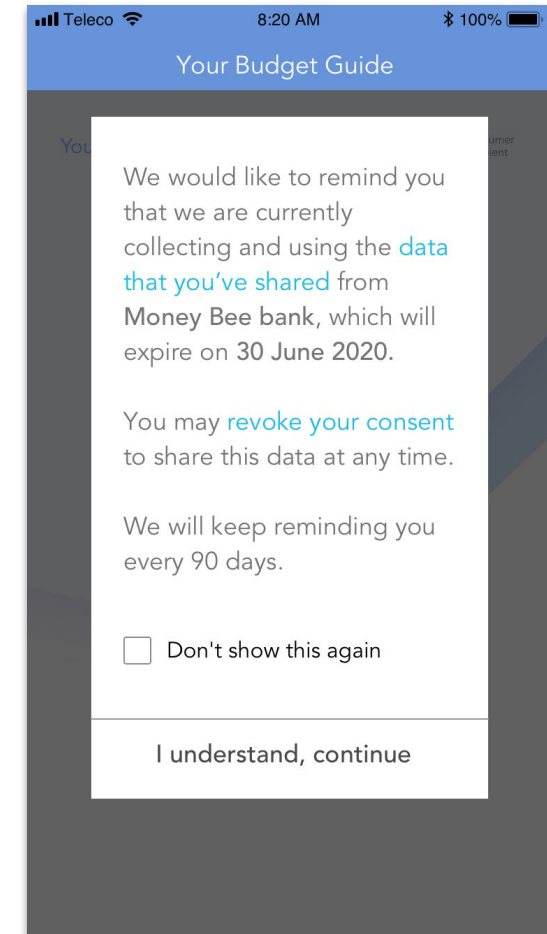 Teleco 8:20 AM 100%
Your Budget Guide
You
umer
ient
We would like to remind you
that we are currently
collecting and using the data
that you’ve shared from
Money Bee bank, which will
expire on 30 June 2020.
You may revoke your consent
to share this data at any time.
We will keep reminding you
every 90 days.
Don't show this again
I understand, continue